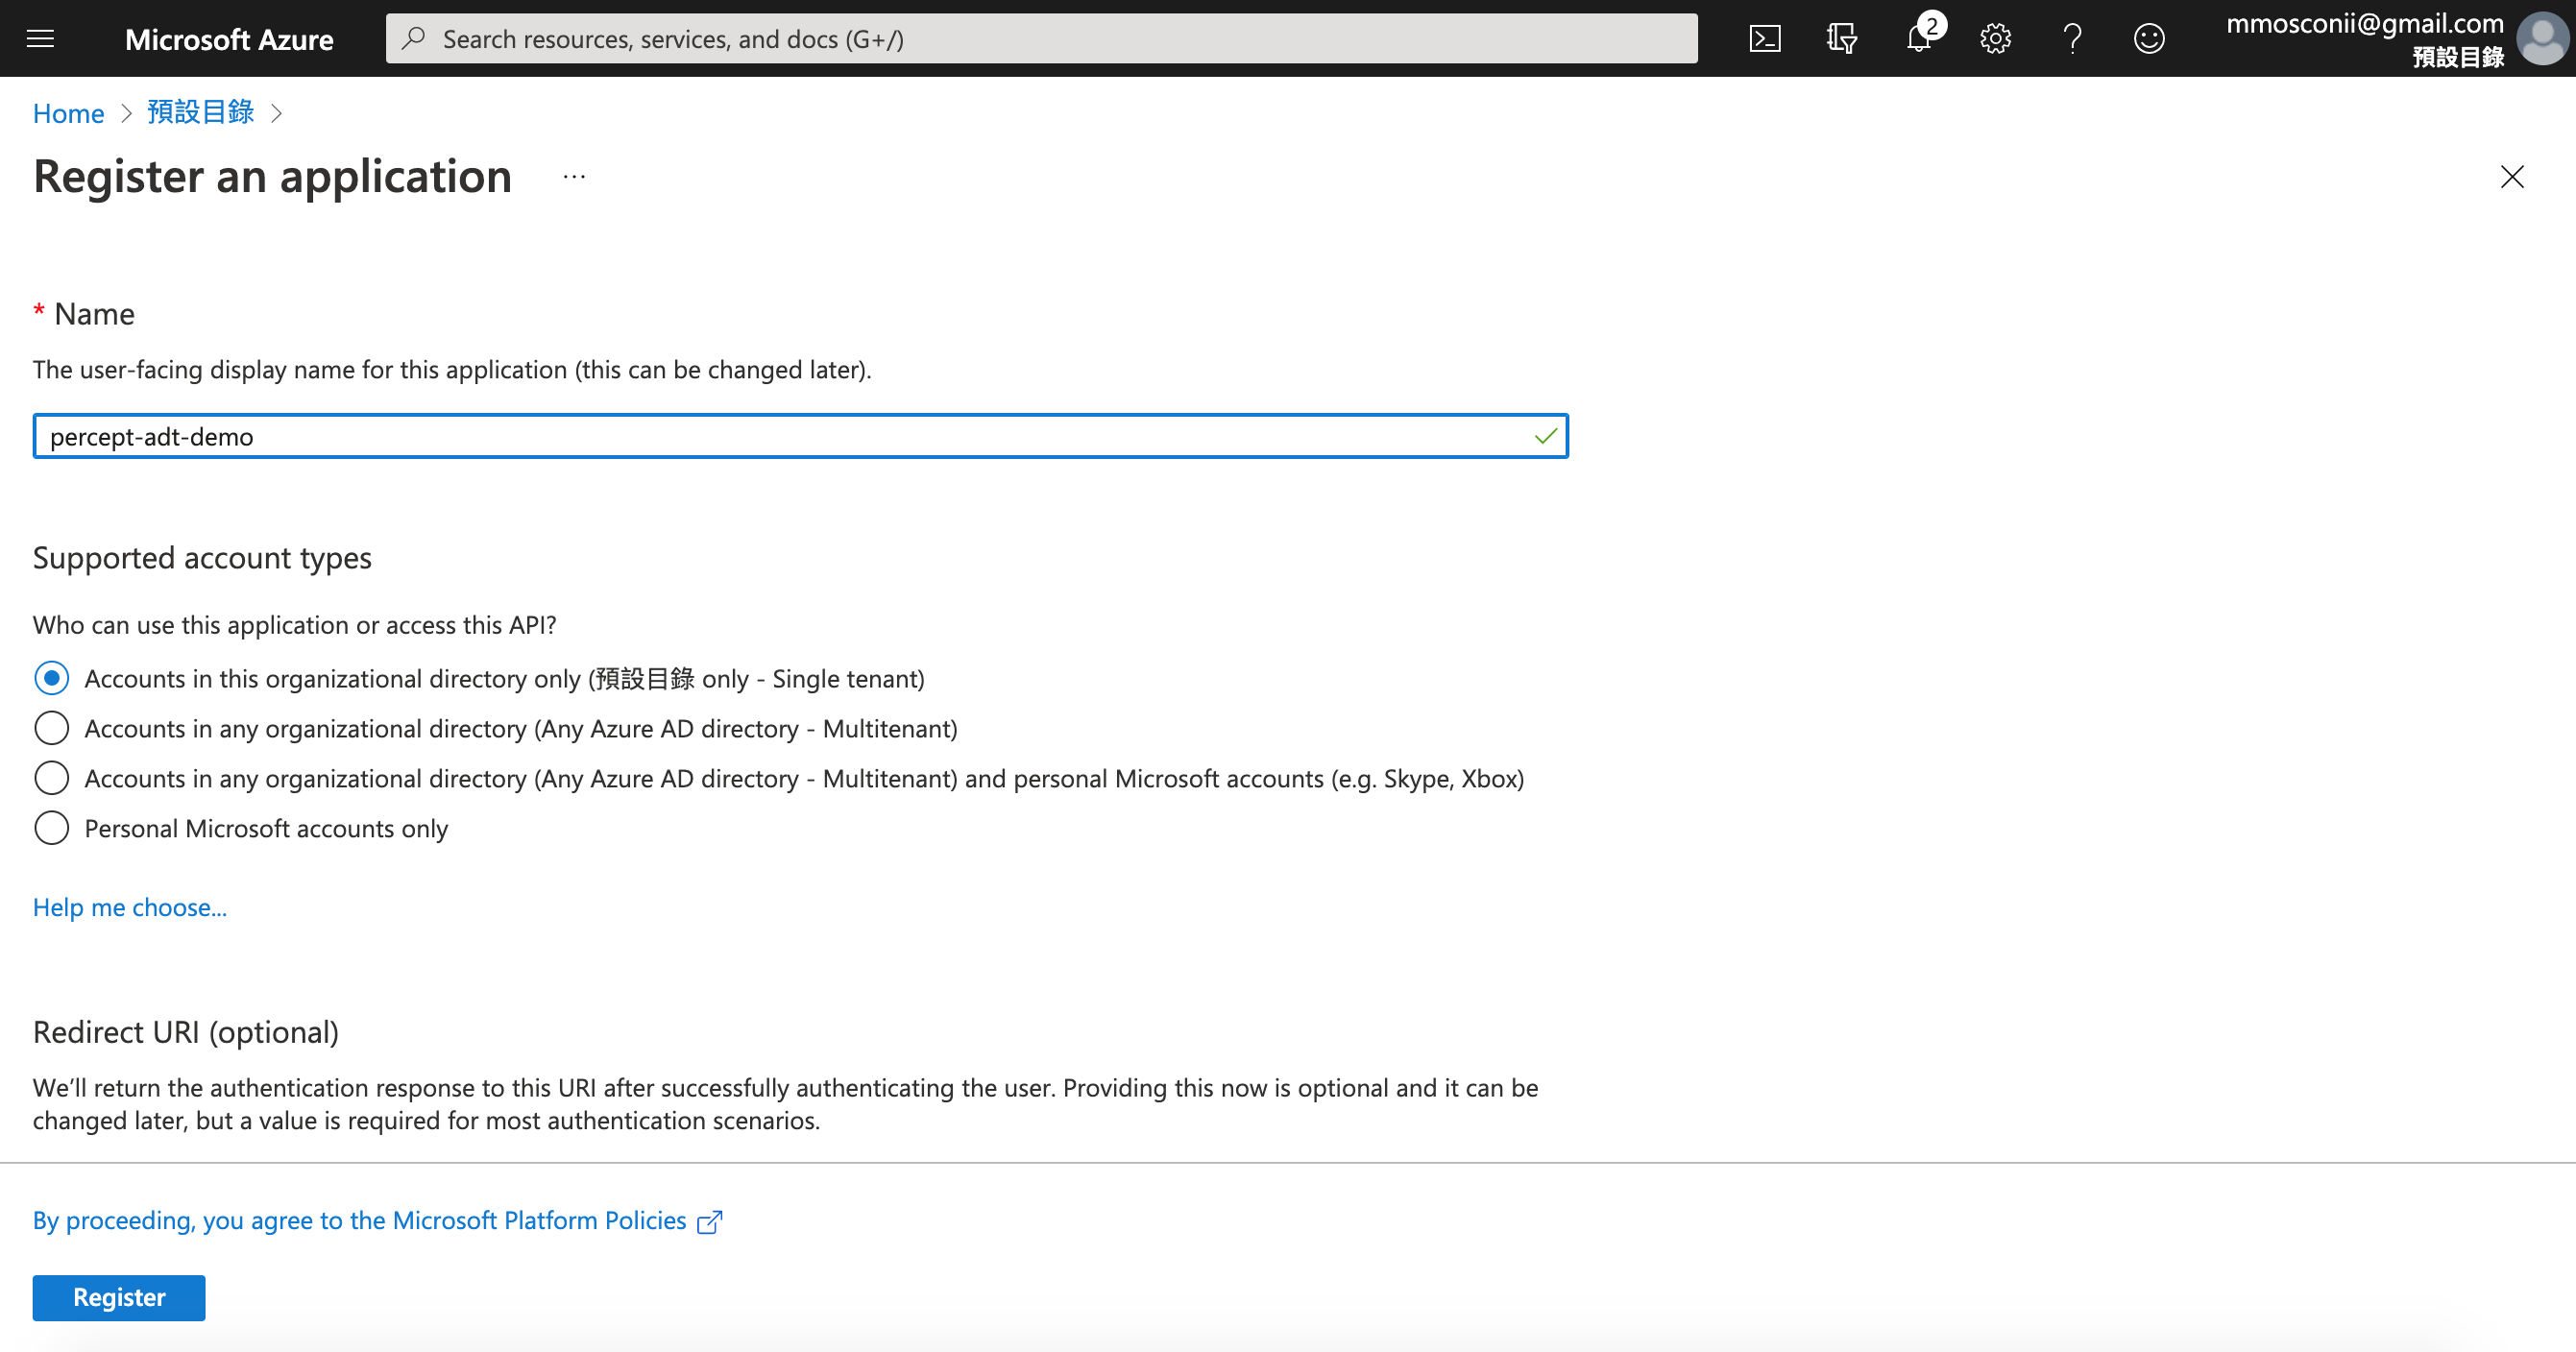 Microsoft Azure
Search resources, services, and docs (G+/)
2
mmosconii@gmail.com
預設目錄
Home > 預設目錄 >
Register an application ...
* Name
The user-facing display name for this application (this can be changed later).
percept-adt-demo
Supported account types
Who can use this application or access this API?
Accounts in this organizational directory only (預設目錄 only - Single tenant)
Accounts in any organizational directory (Any Azure AD directory - Multitenant)
Accounts in any organizational directory (Any Azure AD directory - Multitenant) and personal Microsoft accounts (e.g. Skype, Xbox)
Personal Microsoft accounts only
Help me choose...
Redirect URI (optional)
We’ll return the authentication response to this URI after successfully authenticating the user. Providing this now is optional and it can be
changed later, but a value is required for most authentication scenarios.
By proceeding, you agree to the Microsoft Platform Policies
Register